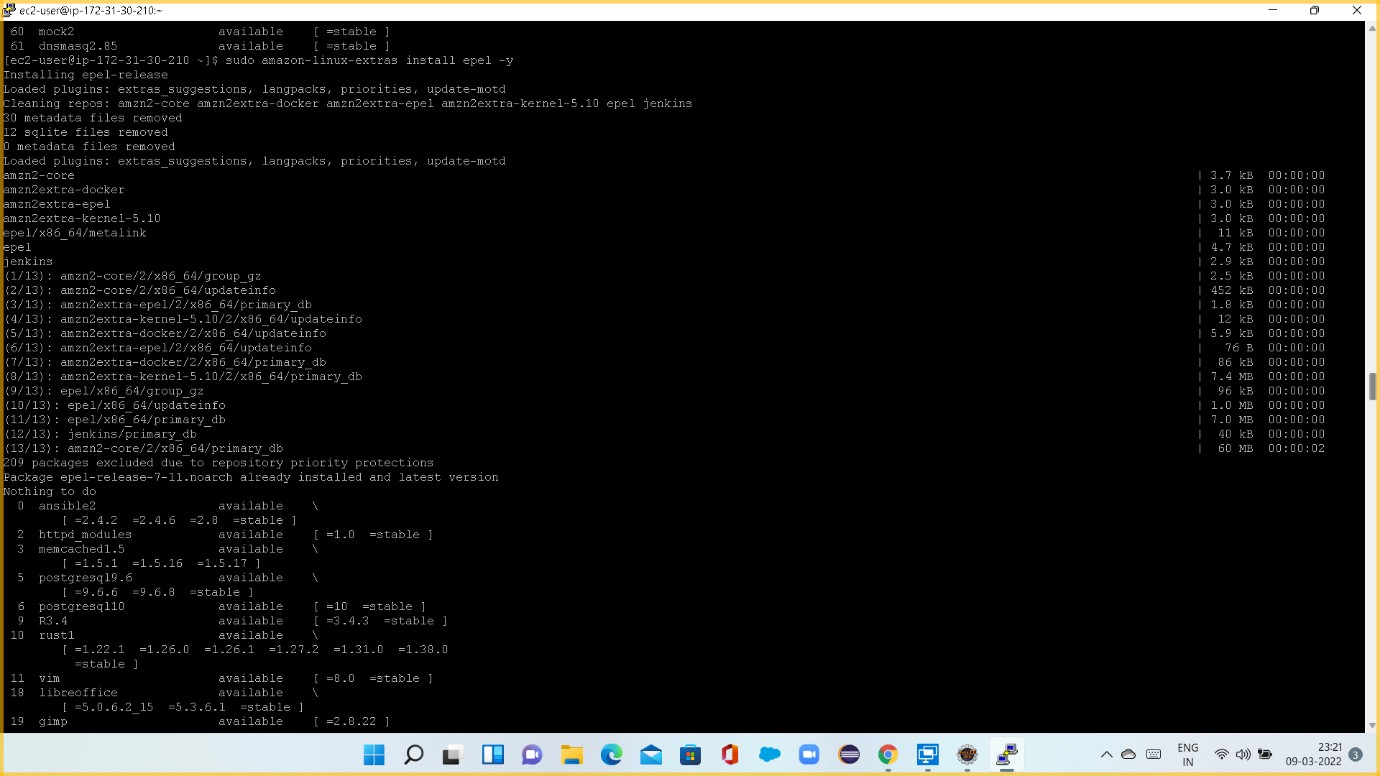 ec2-user@ip-172-31-30-210:~
60 mock2 available [ =stable ]
61 dnsmasq2.85 available [ =stable ]
[ec2-user@ip-172-31-30-210 ~]$ sudo amazon-linux-extras install epel -y
Installing epel-release
Loaded plugins: extras_suggestions, langpacks, priorities, update-motd
Cleaning repos: amzn2-core amzn2extra-docker amzn2extra-epel amzn2extra-kernel-5.10 epel jenkins
30 metadata files removed
12 sqlite files removed
0 metadata files removed
Loaded plugins: extras_suggestions, langpacks, priorities, update-motd
amzn2-core | 3.7 kB 00:00:00
amzn2extra-docker | 3.0 kB 00:00:00
amzn2extra-epel | 3.0 kB 00:00:00
amzn2extra-kernel-5.10 | 3.0 kB 00:00:00
epel/x86_64/metalink | 11 kB 00:00:00
epel | 4.7 kB 00:00:00
jenkins | 2.9 kB 00:00:00
(1/13): amzn2-core/2/x86_64/group_gz | 2.5 kB 00:00:00
(2/13): amzn2-core/2/x86_64/updateinfo | 452 kB 00:00:00
(3/13): amzn2extra-epel/2/x86_64/primary_db | 1.8 kB 00:00:00
(4/13): amzn2extra-kernel-5.10/2/x86_64/updateinfo | 12 kB 00:00:00
(5/13): amzn2extra-docker/2/x86_64/updateinfo | 5.9 kB 00:00:00
(6/13): amzn2extra-epel/2/x86_64/updateinfo | 76 B 00:00:00
(7/13): amzn2extra-docker/2/x86_64/primary_db | 86 kB 00:00:00
(8/13): amzn2extra-kernel-5.10/2/x86_64/primary_db | 7.4 MB 00:00:00
(9/13): epel/x86_64/group_gz | 96 kB 00:00:00
(10/13): epel/x86_64/updateinfo | 1.0 MB 00:00:00
(11/13): epel/x86_64/primary_db | 7.0 MB 00:00:00
(12/13): jenkins/primary_db | 40 kB 00:00:00
(13/13): amzn2-core/2/x86_64/primary_db | 60 MB 00:00:02
209 packages excluded due to repository priority protections
Package epel-release-7-11.noarch already installed and latest version
Nothing to do
0 ansible2 available \
[ =2.4.2 =2.4.6 =2.8 =stable ]
2 httpd_modules available [ =1.0 =stable ]
3 memcached1.5 available \
[ =1.5.1 =1.5.16 =1.5.17 ]
5 postgresql9.6 available \
[ =9.6.6 =9.6.8 =stable ]
6 postgresql10 available [ =10 =stable ]
9 R3.4 available [ =3.4.3 =stable ]
10 rust1 available \
[ =1.22.1 =1.26.0 =1.26.1 =1.27.2 =1.31.0 =1.38.0
=stable ]
11 vim available [ =8.0 =stable ]
18 libreoffice available \
[ =5.0.6.2_15 =5.3.6.1 =stable ]
19 gimp available [ =2.8.22 ]
ENG
IN
23:21
09-03-2022
3